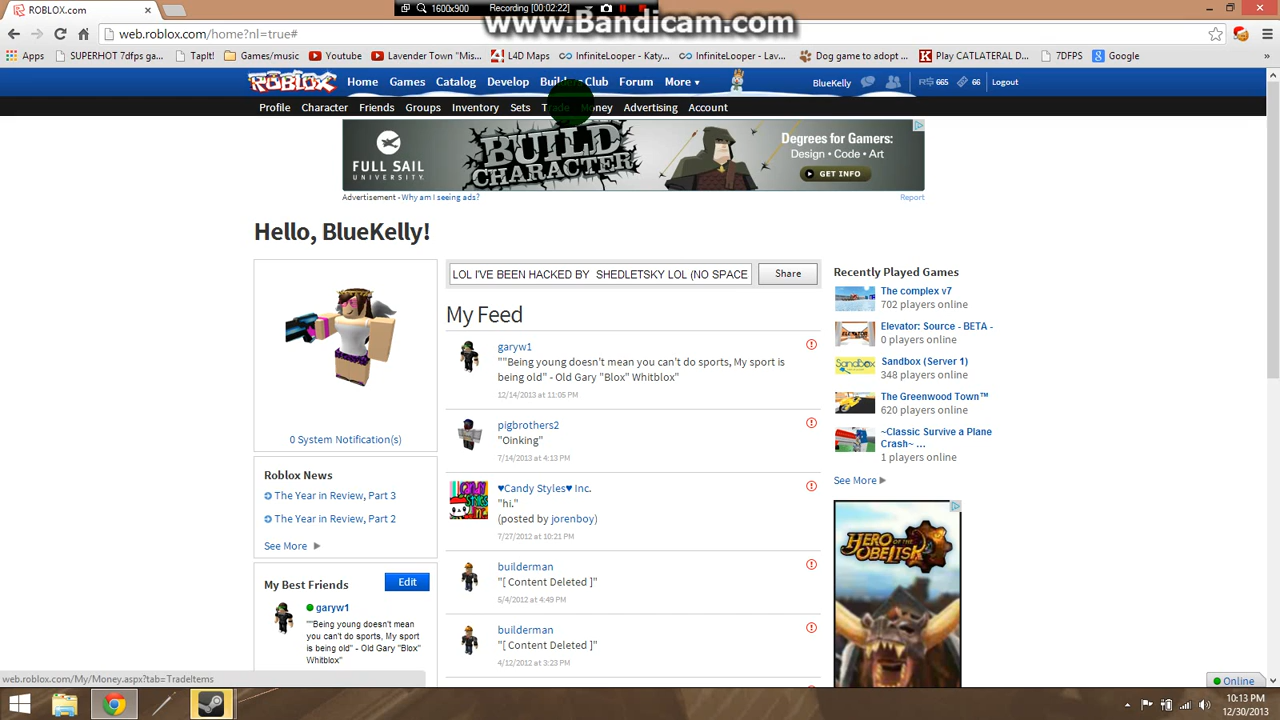 ROBLOX.com
1600x900
Recording [00:02:22]
www.Bandicam.com
web.roblox.com/home?nl=true#
Apps
SUPERHOT 7dfps gam...
TapIt!
Games/music
Youtube
Lavender Town "Mis...
L4D Maps
InfiniteLooper - Katy...
InfiniteLooper - Lav...
Dog game to adopt ...
Play CATLATERAL D...
7DFPS
Google
»
ROBLOX
Home
Games
Catalog
Develop
Builders Club
Forum
More
BlueKelly
R$ 665
66
Logout
Profile
Character
Friends
Groups
Inventory
Sets
Trade
Money
Advertising
Account
FULL SAIL
UNIVERSITY
BUILD
CHARACTER
Degrees for Gamers:
Design • Code • Art
GET INFO
Advertisement - Why am I seeing ads?
Report
Hello, BlueKelly!
0 System Notification(s)
Roblox News
The Year in Review, Part 3
The Year in Review, Part 2
See More
My Best Friends
Edit
garyw1
""Being young doesn't mean
you can't do sports, My sport
is being old" - Old Gary "Blox"
Whitblox"
LOL I'VE BEEN HACKED BY  SHEDLETSKY LOL (NO SPACE
Share
My Feed
garyw1
""Being young doesn't mean you can't do sports, My sport is
being old" - Old Gary "Blox" Whitblox"
12/14/2013 at 11:05 PM
pigbrothers2
"Oinking"
7/14/2013 at 4:13 PM
♥Candy Styles♥ Inc.
"hi."
(posted by jorenboy)
7/27/2012 at 10:21 PM
builderman
"[ Content Deleted ]"
5/4/2012 at 4:49 PM
builderman
"[ Content Deleted ]"
4/12/2012 at 3:23 PM
Recently Played Games
The complex v7
702 players online
Elevator: Source - BETA -
0 players online
Sandbox (Server 1)
348 players online
The Greenwood Town™
620 players online
~Classic Survive a Plane
Crash~ ...
1 players online
See More
HERO OF THE
OBELISK
web.roblox.com/My/Money.aspx?tab=TradeItems
Online
10:13 PM
12/30/2013